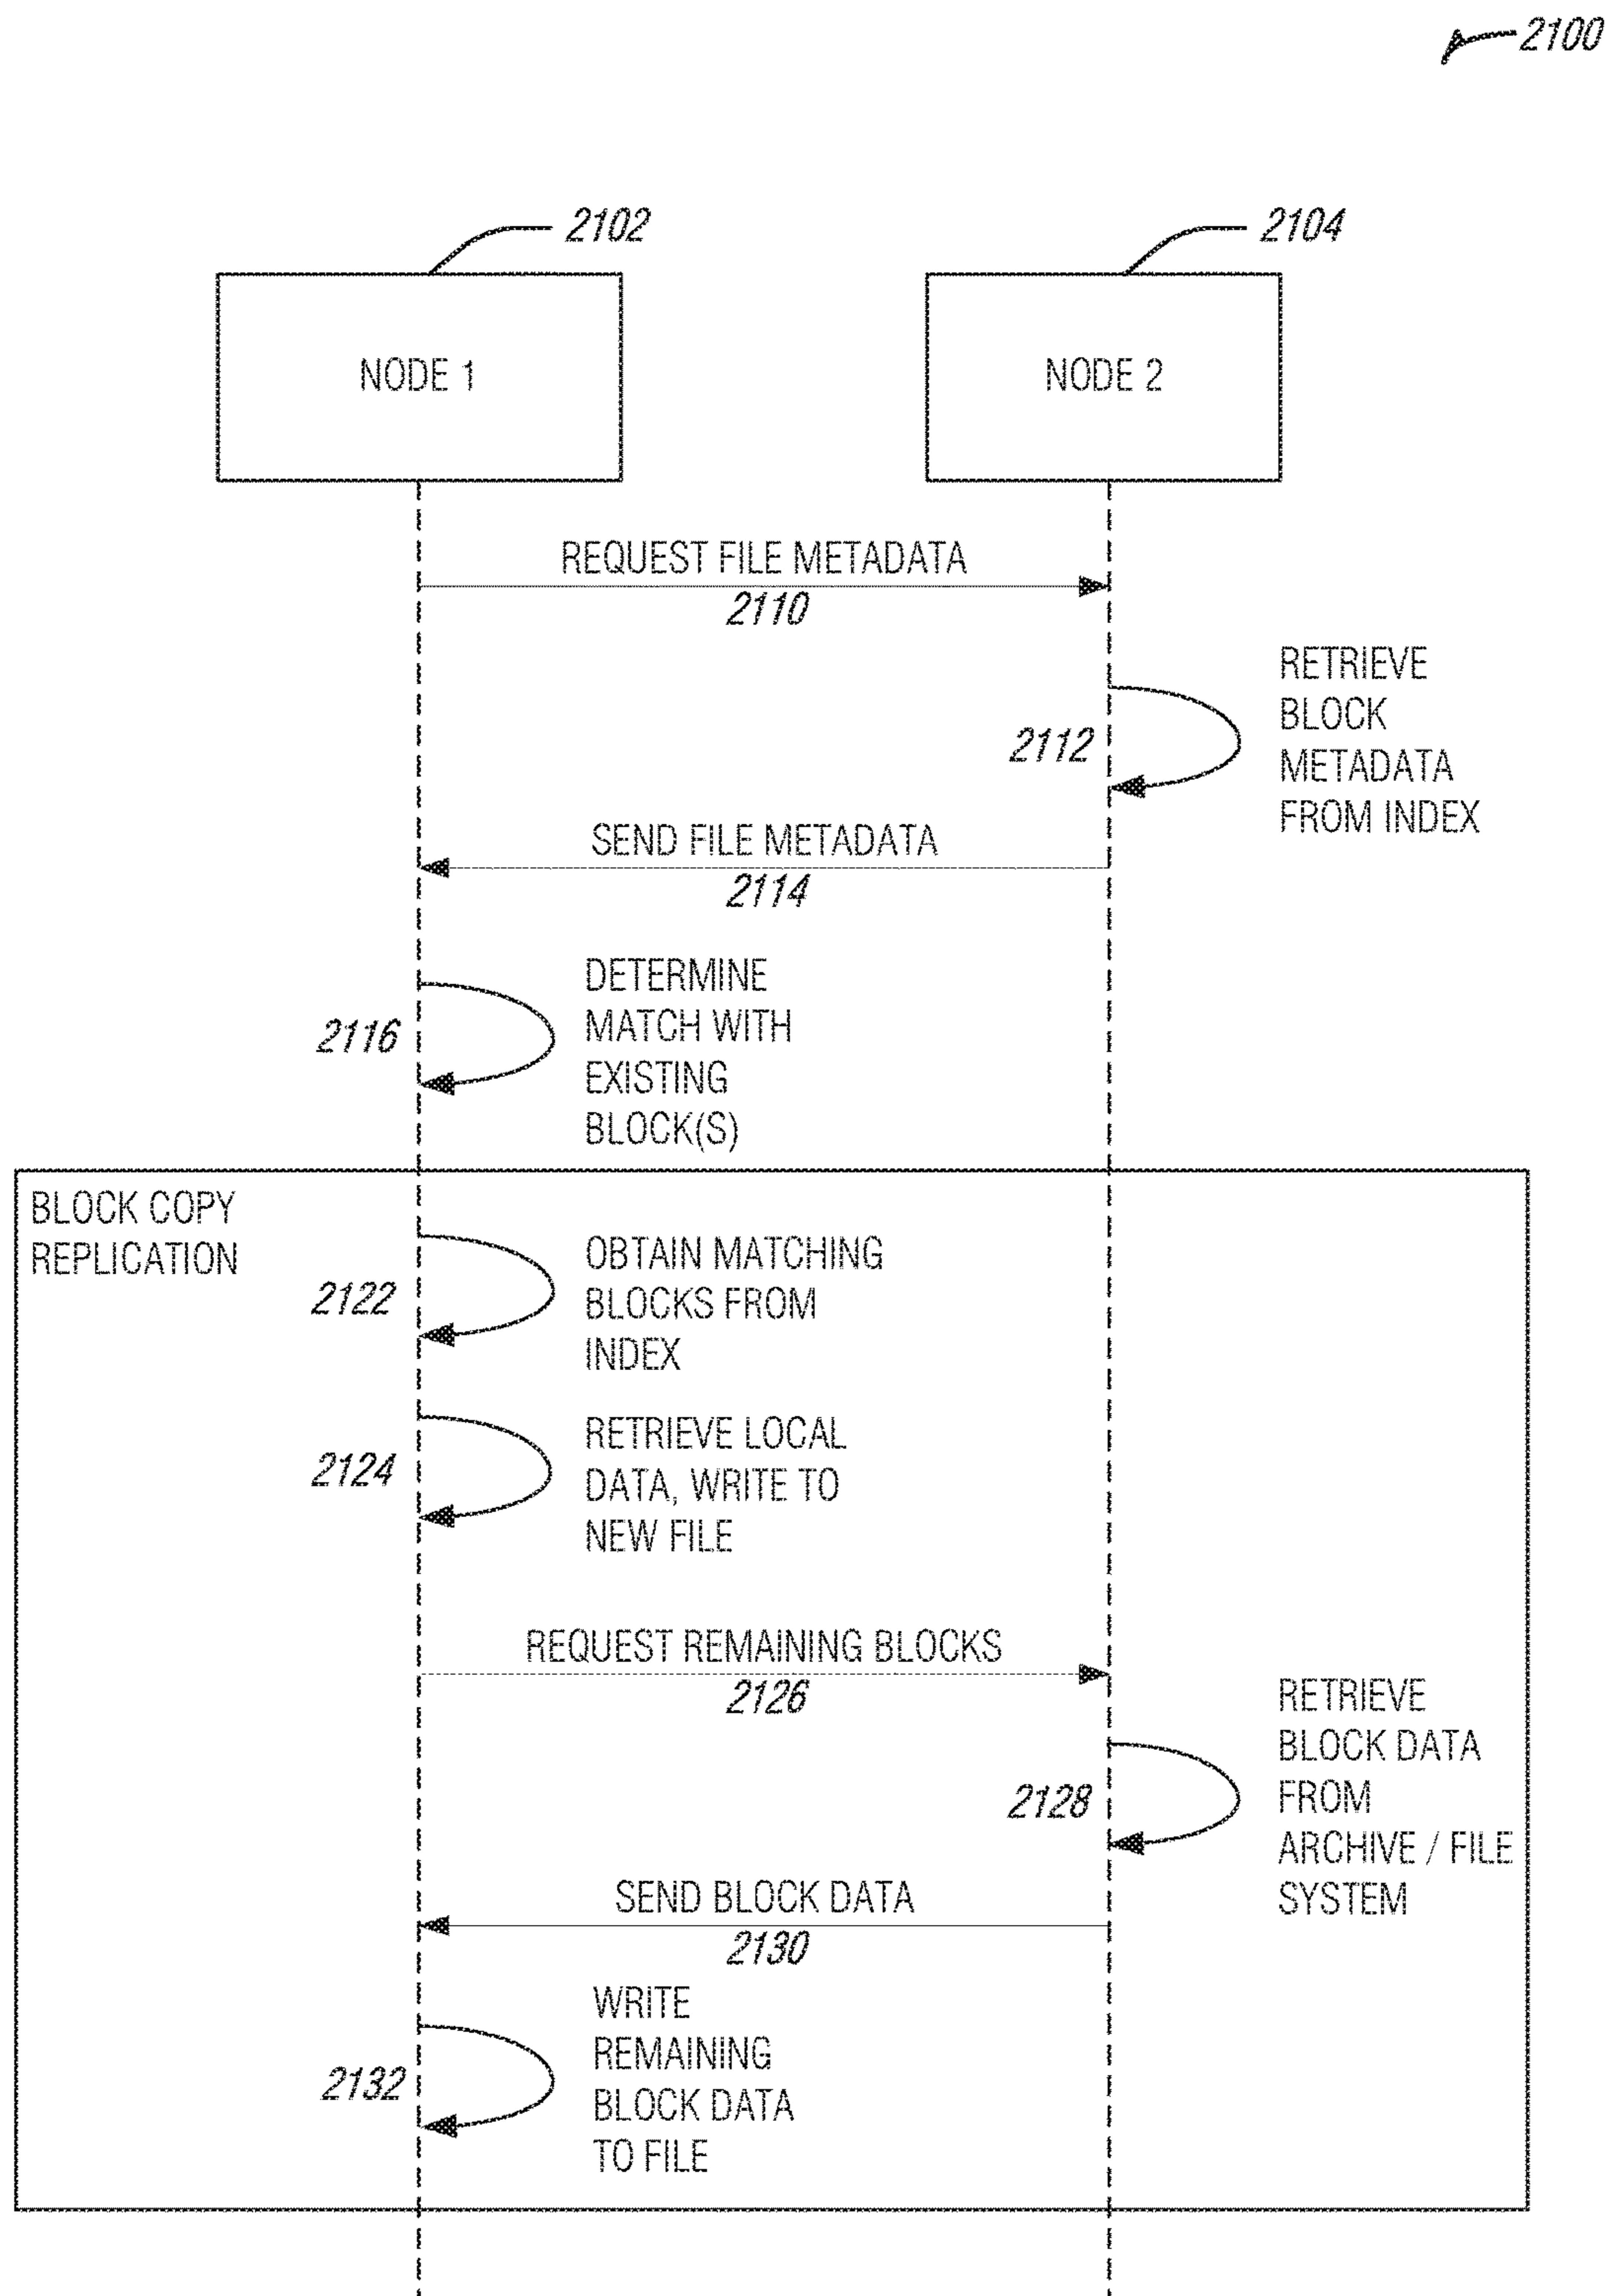 2100
2102
2104
NODE 1
NODE 2
REQUEST FILE METADATA
2110
RETRIEVE
BLOCK
METADATA
FROM INDEX
2112
SEND FILE METADATA
2114
DETERMINE
MATCH WITH
EXISTING
BLOCK(S)
2116
BLOCK COPY
REPLICATION
OBTAIN MATCHING
BLOCKS FROM
INDEX
2122
RETRIEVE LOCAL
DATA, WRITE TO
NEW FILE
2124
REQUEST REMAINING BLOCKS
2126
RETRIEVE
BLOCK DATA
FROM
ARCHIVE / FILE
SYSTEM
2128
SEND BLOCK DATA
2130
WRITE
REMAINING
BLOCK DATA
TO FILE
2132